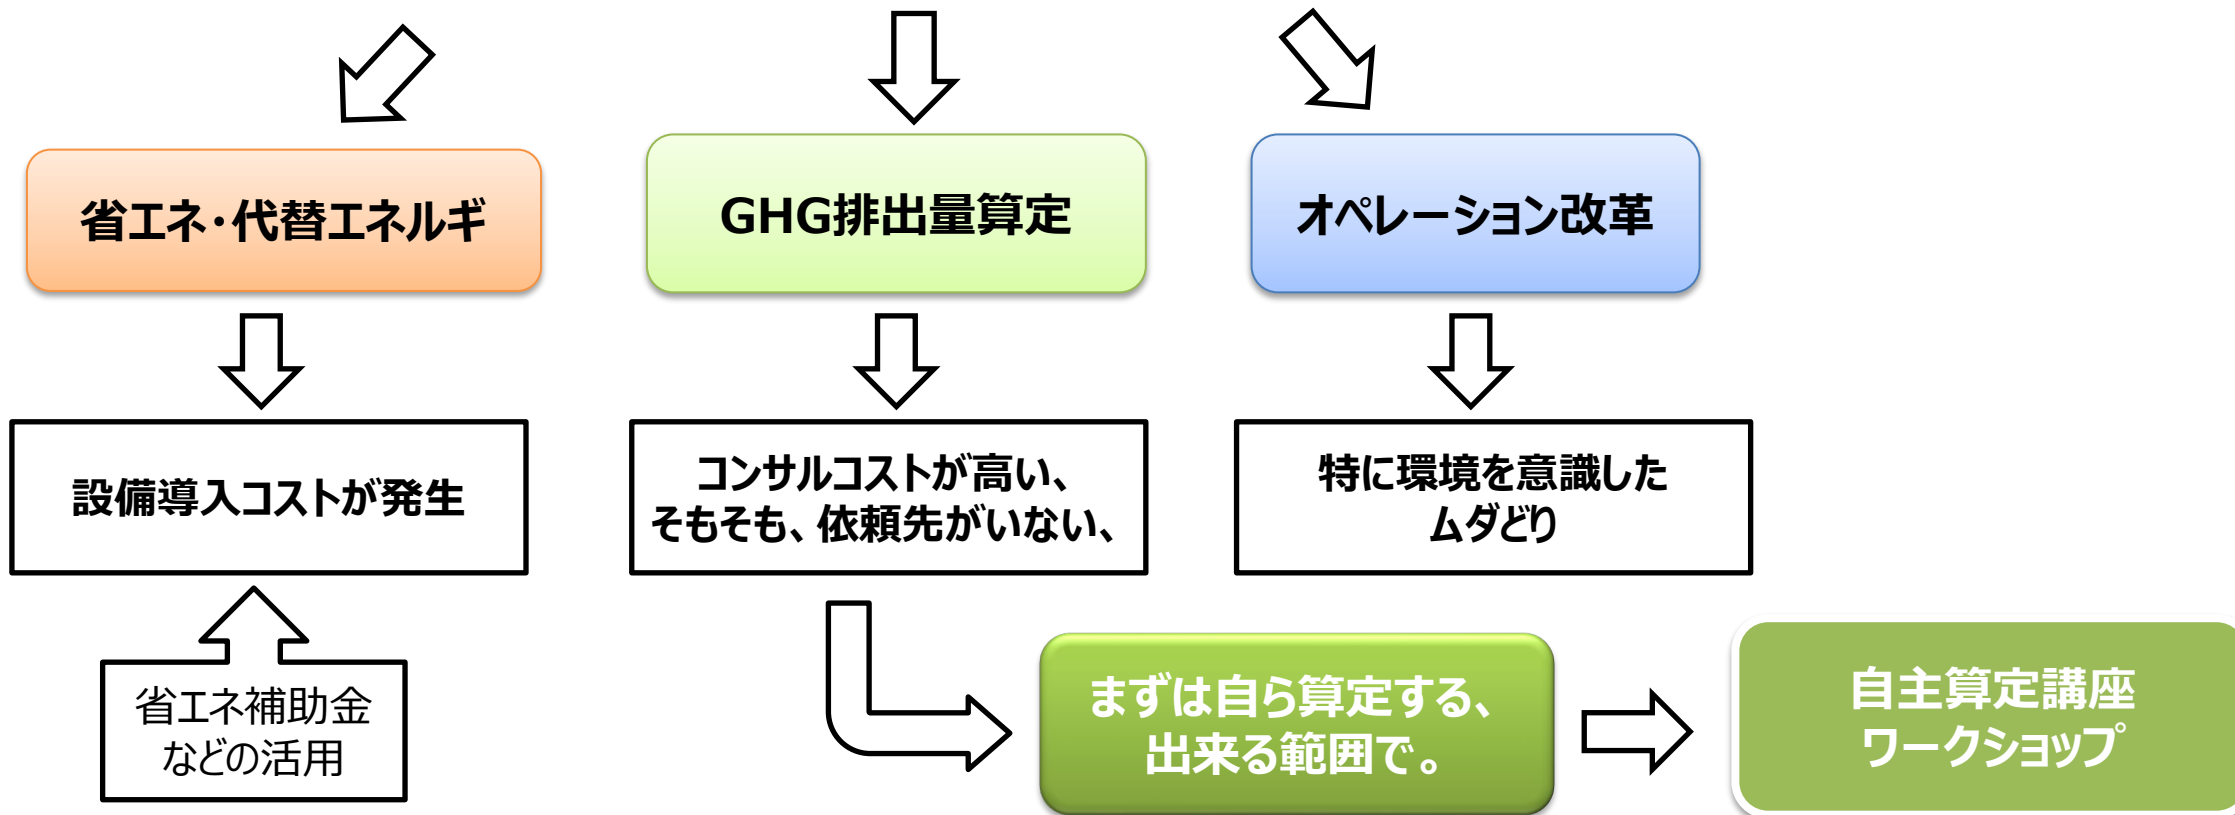 省エネ・代替エネルギ
GHG排出量算定
オペレーション改革
設備導入コストが発生
コンサルコストが高い、
そもそも、依頼先がいない、
特に環境を意識した
ムダどり
省エネ補助金
などの活用
まずは自ら算定する、
出来る範囲で。
自主算定講座
ワークショップ